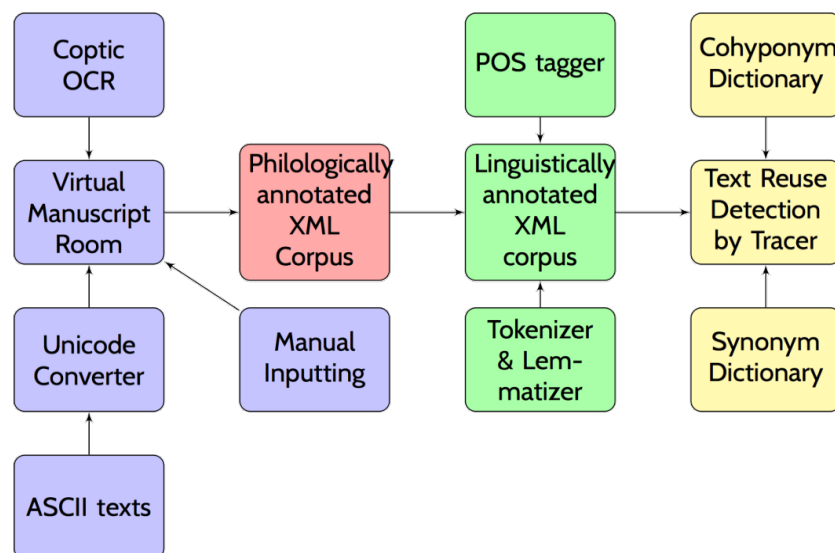 Coptic
OCR
POS tagger
Cohyponym
Dictionary
Virtual
Manuscript
Room
Philologically
annotated
XML
Corpus
Linguistically
annotated
XML
corpus
Text Reuse
Detection
by Tracer
Unicode
Converter
Manual
Inputting
Tokenizer
& Lem-
matizer
Synonym
Dictionary
ASCII texts